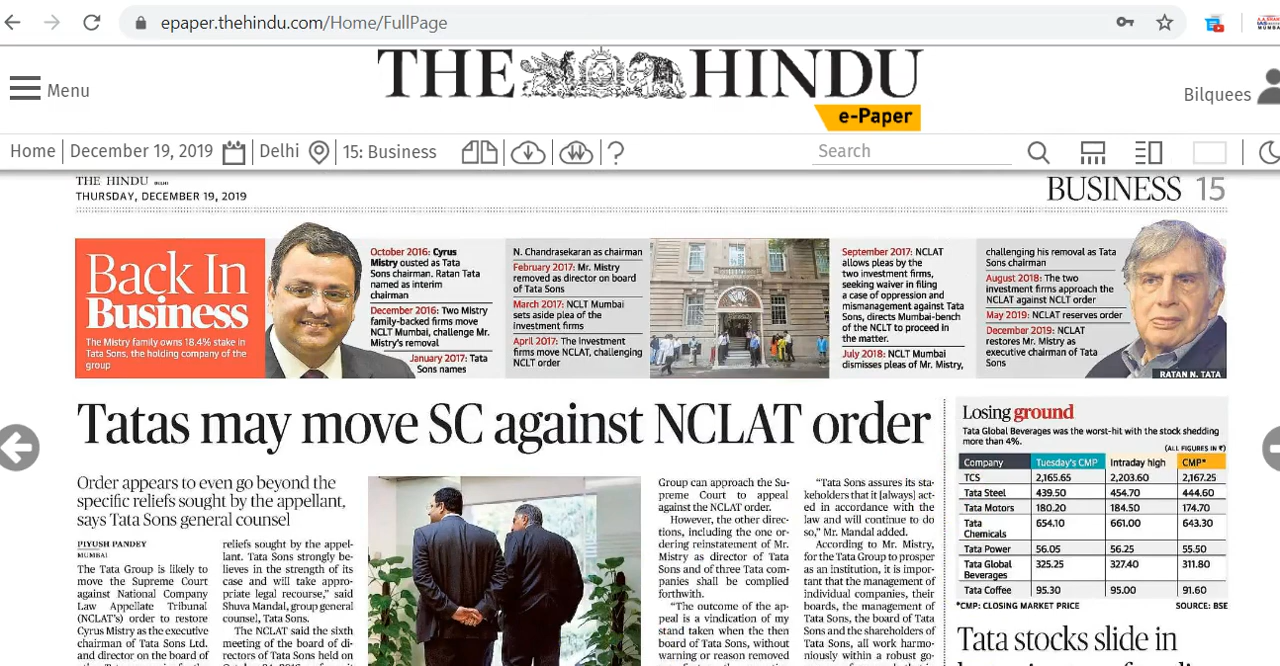 epaper.thehindu.com/Home/FullPage
THE HINDU
e-Paper
Menu
Bilquees
Home
December 19, 2019
Delhi
15: Business
?
Search
THE HINDU
THURSDAY, DECEMBER 19, 2019
BUSINESS 15
Back In
Business
The Mistry family owns 18.4% stake in
Tata Sons, the holding company of the
group
October 2016: Cyrus
Mistry ousted as Tata
Sons chairman. Ratan Tata
named as interim
chairman
December 2016: Two Mistry
family-backed firms move
NCLT Mumbai, challenge Mr.
Mistry's removal
January 2017: Tata
Sons names
N. Chandrasekaran as chairman
February 2017: Mr. Mistry
removed as director on board
of Tata Sons
March 2017: NCLT Mumbai
sets aside plea of the
investment firms
April 2017: The Investment
firms move NCLAT, challenging
NCLT order
September 2017: NCLAT
allows pleas by the
two investment firms,
seeking waiver in filing
a case of oppression and
mismanagement against Tata
Sons, directs Mumbai-bench
of the NCLT to proceed in
the matter.
July 2018: NCLT Mumbai
dismisses pleas of Mr. Mistry,
challenging his removal as Tata
Sons chairman
August 2018: The two
investment firms approach the
NCLAT against NCLT order
May 2019: NCLAT reserves order
December 2019: NCLAT
restores Mr. Mistry as
executive chairman of Tata
Sons
RATAN N. TATA
Tatas may move SC against NCLAT order
Order appears to even go beyond the
specific reliefs sought by the appellant,
says Tata Sons general counsel
PIYUSH PANDEY
MUMBAI
The Tata Group is likely to
move the Supreme Court
against National Company
Law Appellate Tribunal
(NCLAT's) order to restore
Cyrus Mistry as the executive
chairman of Tata Sons Ltd.
and director on the board of
reliefs sought by the appel-
lant. Tata Sons strongly be-
lieves in the strength of its
case and will take appro-
priate legal recourse," said
Shuva Mandal, group general
counsel, Tata Sons.
The NCLAT said the sixth
meeting of the board of di-
rectors of Tata Sons held on
Group can approach the Su-
preme Court to appeal
against the NCLAT order.
However, the other direc-
tions, including the one or-
dering reinstatement of Mr.
Mistry as director of Tata
Sons and of three Tata com-
panies shall be complied
forthwith.
"The outcome of the ap-
peal is a vindication of my
stand taken when the then
board of Tata Sons, without
warning or reason removed
"Tata Sons assures its sta-
keholders that it [always] act-
ed in accordance with the
law and will continue to do
so," Mr. Mandal added.
According to Mr. Mistry,
for the Tata Group to prosper
as an institution, it is impor-
tant that the management of
individual companies, their
boards, the management of
Tata Sons, the board of Tata
Sons and the shareholders of
Tata Sons, all work harmo-
niously within a robust go-
Losing ground
Tata Global Beverages was the worst-hit with the stock shedding
more than 4%.
(ALL FIGURES IN ₹)
Company Tuesday's CMP Intraday high CMP*
TCS 2,165.65 2,203.60 2,167.25
Tata Steel 439.50 454.70 444.60
Tata Motors 180.20 184.50 174.70
Tata
Chemicals 654.10 661.00 643.30
Tata Power 56.05 56.25 55.50
Tata Global
Beverages 325.25 327.40 311.80
Tata Coffee 95.30 95.00 91.60
*CMP: CLOSING MARKET PRICE SOURCE: BSE
Tata stocks slide in